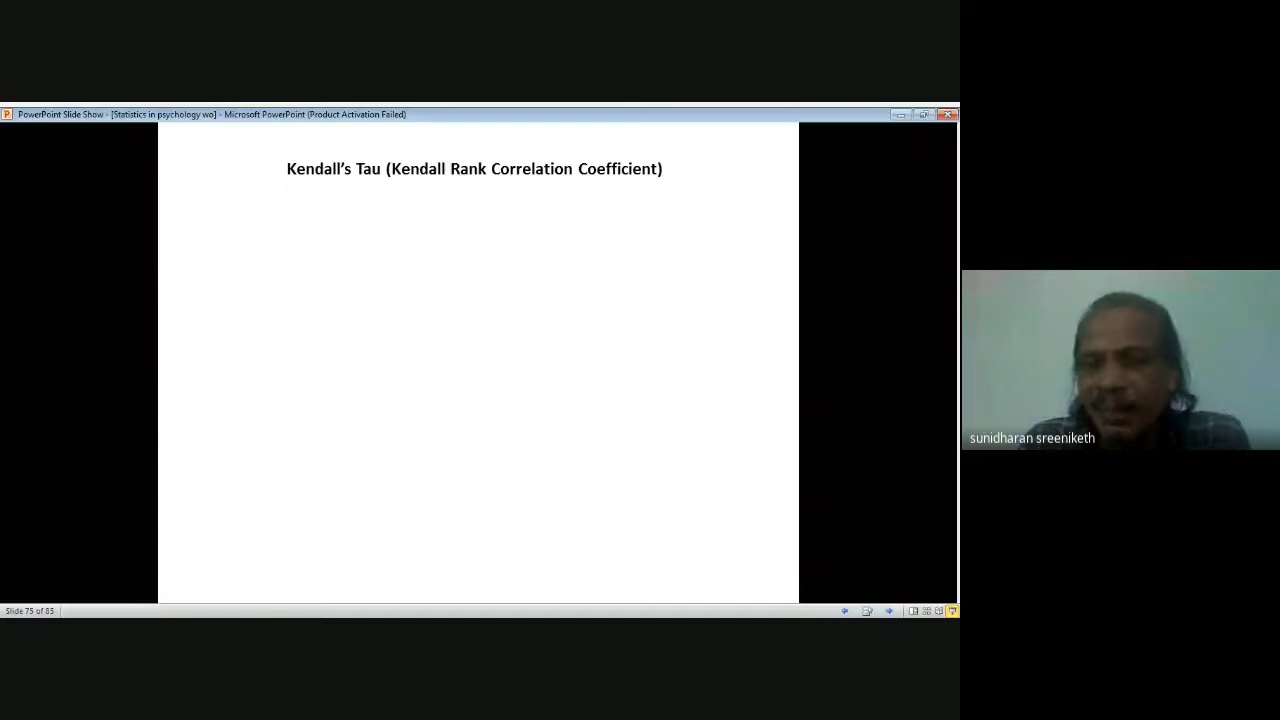 PowerPoint Slide Show - [Statistics in psychology wo] - Microsoft PowerPoint (Product Activation Failed)
Kendall's Tau (Kendall Rank Correlation Coefficient)
sunidharan sreeniketh
Slide 75 of 85